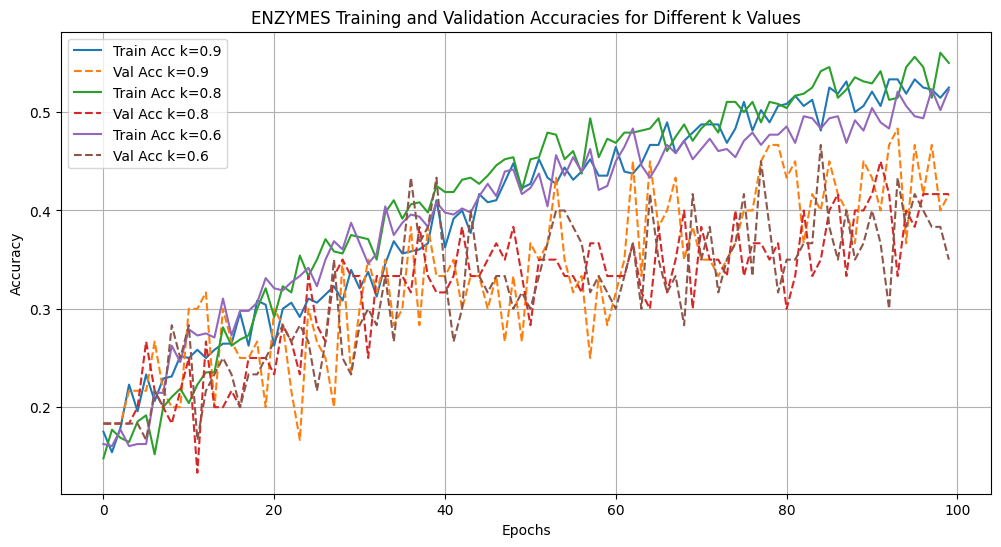 ENZYMES Training and Validation Accuracies for Different k Values
Train Acc k=0.9
Val Acc k=0.9
Train Acc k=0.8
Val Acc k=0.8
Train Acc k=0.6
Val Acc k=0.6
Accuracy
0.5
0.4
0.3
0.2
0
20
40
60
80
100
Epochs